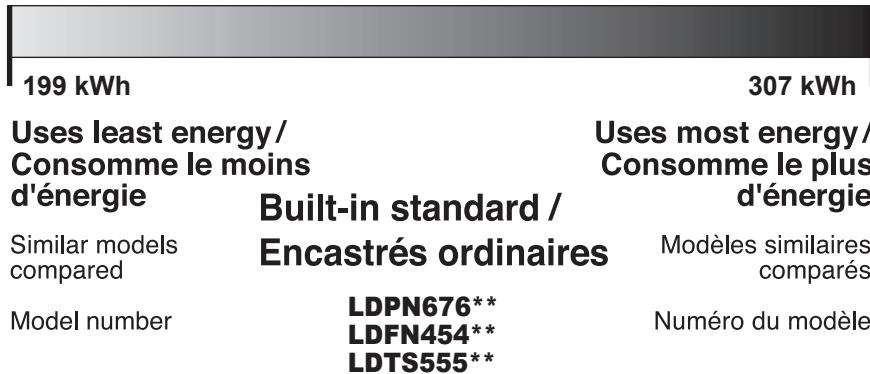 199 kWh
307 kWh
Uses least energy/
Consomme le moins
d'énergie
Uses most energy/
Consomme le plus
d'énergie
Built-in standard /
Encastrés ordinaires
Similar models
compared
Modèles similaires
comparés
Model number
LDPN676**
LDFN454**
LDTS555**
Numéro du modèle